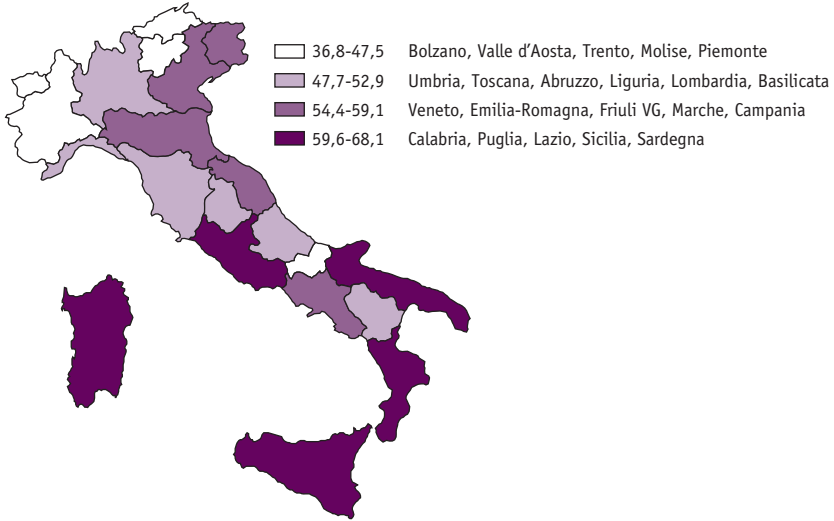 36,8-47,5 Bolzano, Valle d'Aosta, Trento, Molise, Piemonte
47,7-52,9 Umbria, Toscana, Abruzzo, Liguria, Lombardia, Basilicata
54,4-59,1 Veneto, Emilia-Romagna, Friuli VG, Marche, Campania
59,6-68,1 Calabria, Puglia, Lazio, Sicilia, Sardegna